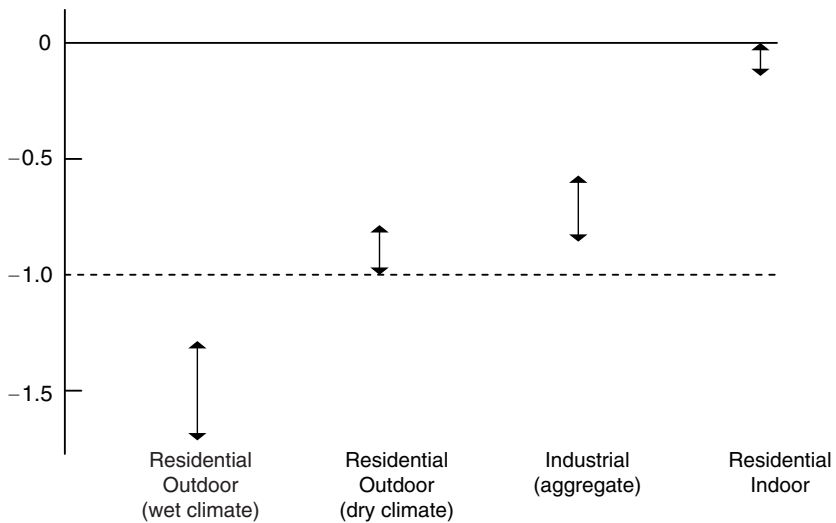 0
−0.5
−1.0
−1.5
Residential
Outdoor
(wet climate)
Residential
Outdoor
(dry climate)
Industrial
(aggregate)
Residential
Indoor